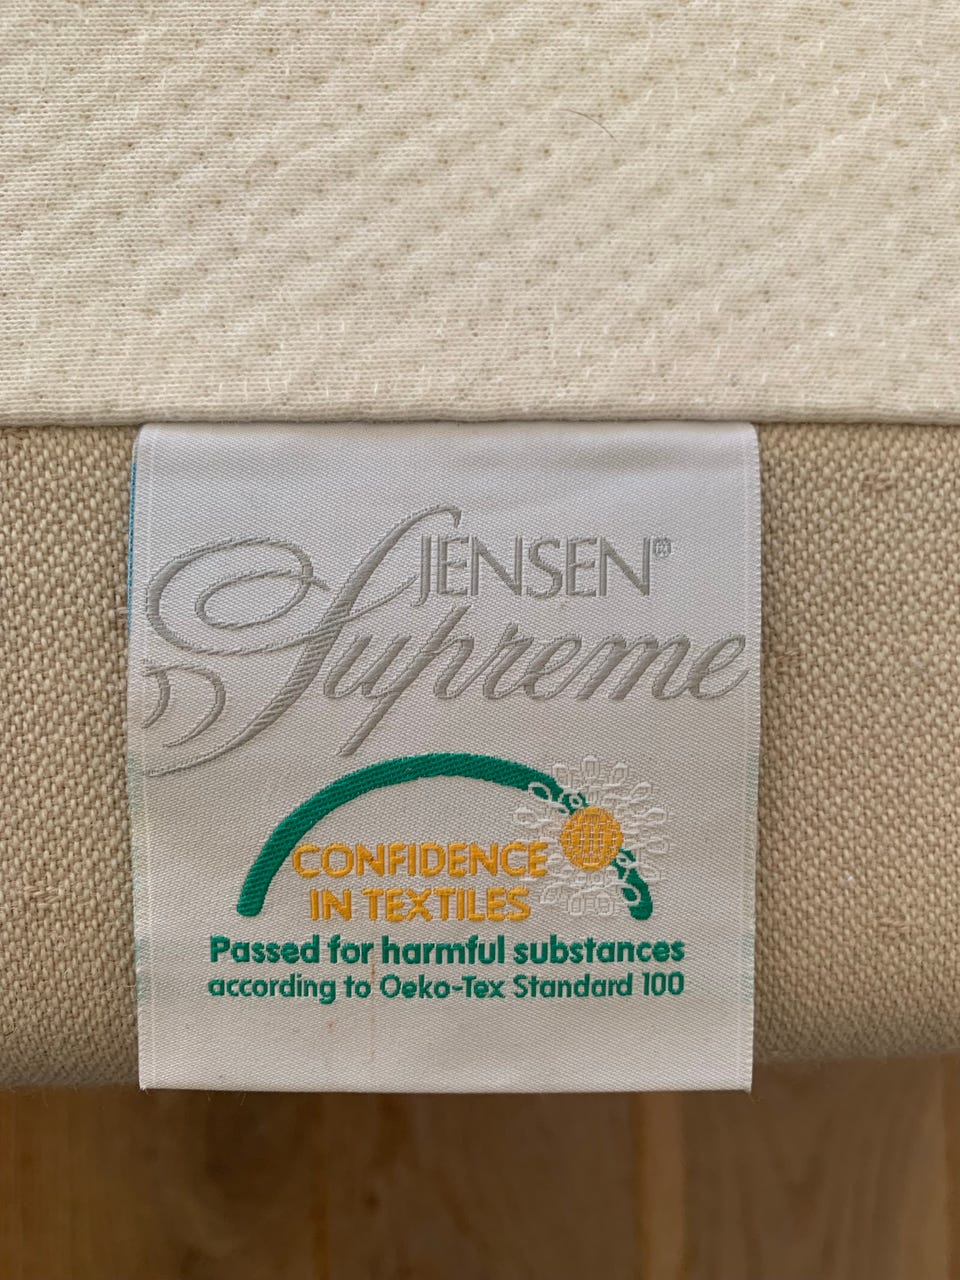 JENSEN®
Supreme
CONFIDENCE
IN TEXTILES
Passed for harmful substances
according to Oeko-Tex Standard 100